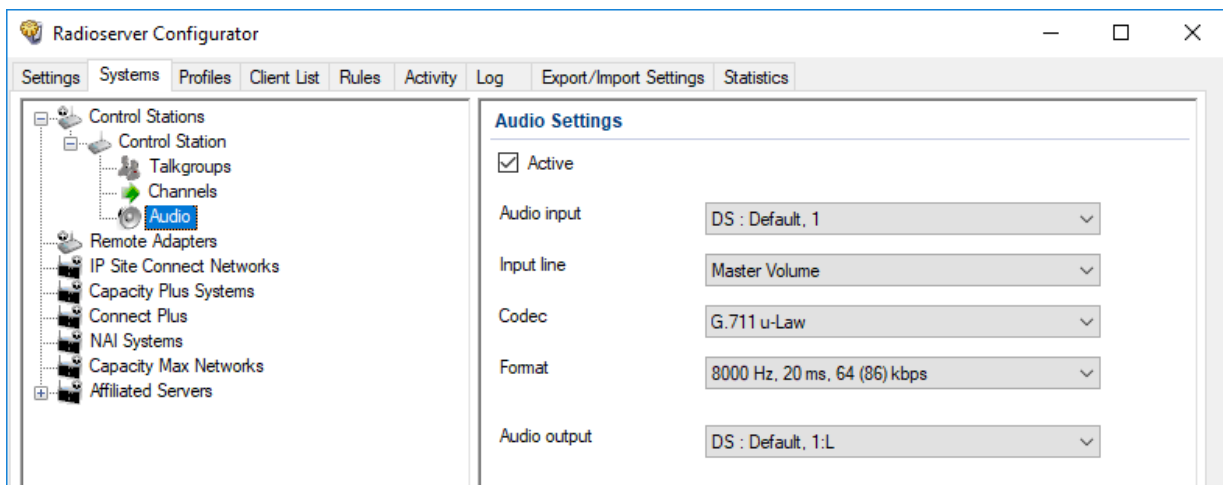 Radioserver Configurator
Settings Systems Profiles Client List Rules Activity Log Export/Import Settings Statistics
Control Stations
Control Station
Talkgroups
Channels
Audio
Remote Adapters
IP Site Connect Networks
Capacity Plus Systems
Connect Plus
NAI Systems
Capacity Max Networks
Affiliated Servers
Audio Settings
Active
Audio input DS : Default, 1
Input line Master Volume
Codec G.711 u-Law
Format 8000 Hz, 20 ms, 64 (86) kbps
Audio output DS : Default, 1:L